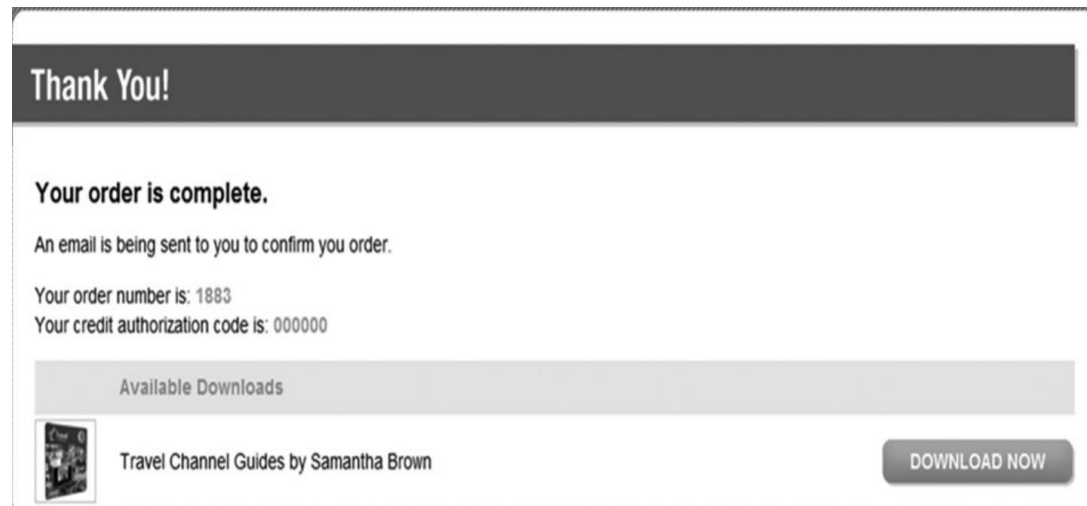 Thank You!
Your order is complete.
An email is being sent to you to confirm you order.
Your order number is: 1883
Your credit authorization code is: 000000
Available Downloads
Travel Channel Guides by Samantha Brown
DOWNLOAD NOW